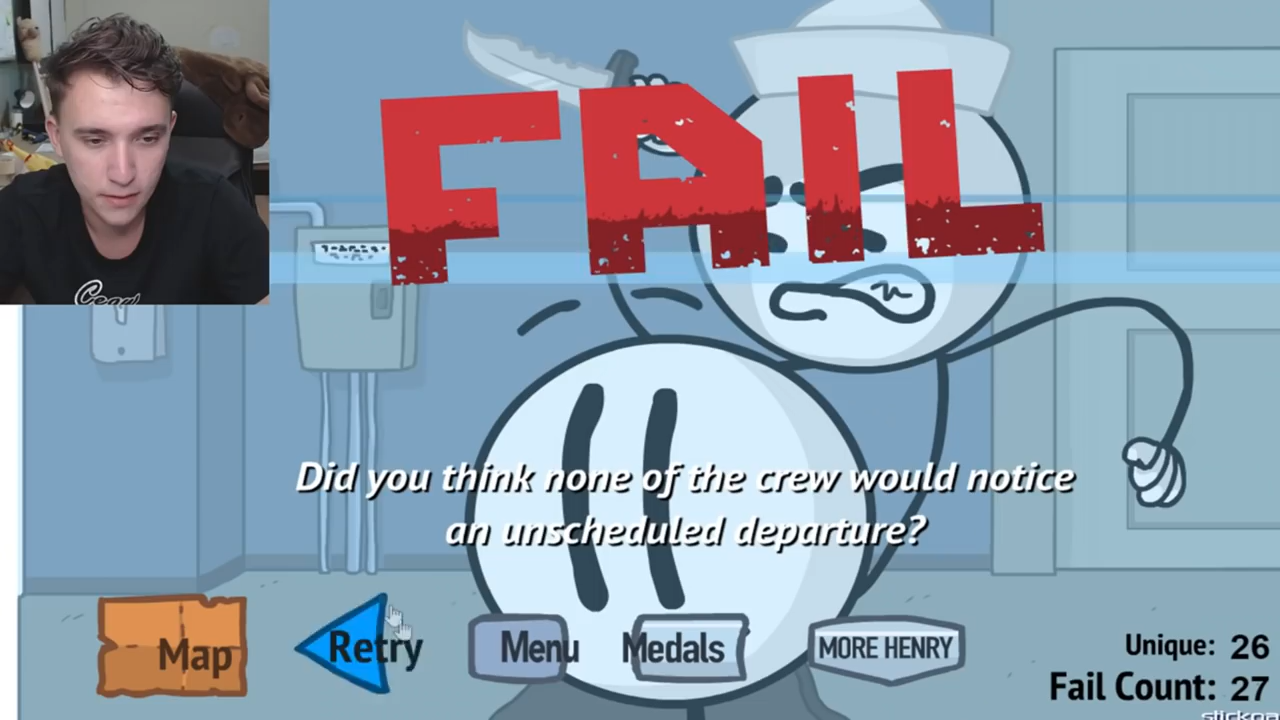 FAIL
Did you think none of the crew would notice
an unscheduled departure?
Map
Retry
Menu
Medals
MORE HENRY
Unique: 26
Fail Count: 27